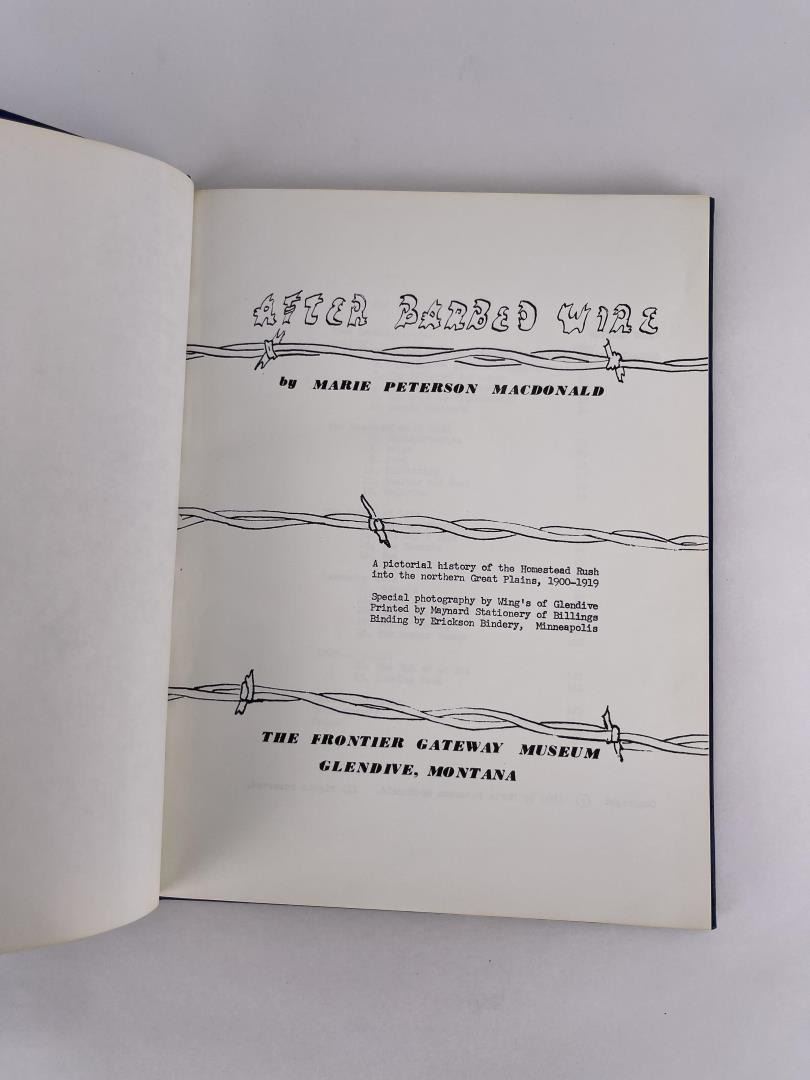 AFTER BARBED WIRE
by MARIE PETERSON MACDONALD
A pictorial history of the Homestead Rush
into the northern Great Plains, 1900-1919
Special photography by Wing's of Glendive
Printed by Maynard Stationery of Billings
Binding by Erickson Bindery, Minneapolis
THE FRONTIER GATEWAY MUSEUM
GLENDIVE, MONTANA